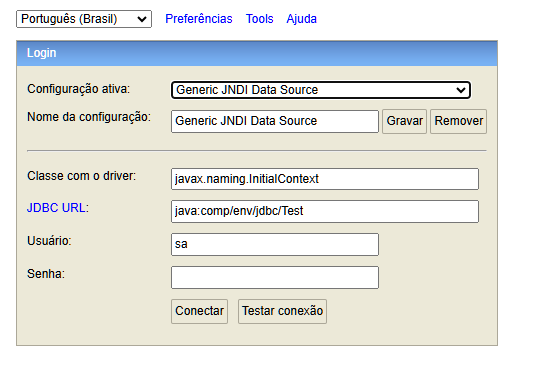 Português (Brasil) Preferências Tools Ajuda
Login
Configuração ativa: Generic JNDI Data Source
Nome da configuração: Generic JNDI Data Source Gravar Remover
Classe com o driver: javax.naming.InitialContext
JDBC URL: java:comp/env/jdbc/Test
Usuário: sa
Senha:
Conectar Testar conexão